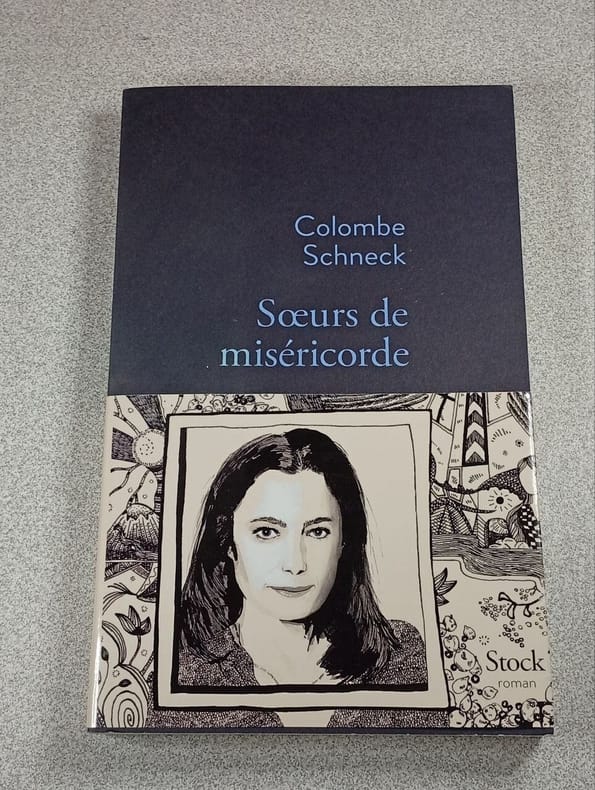 Colombe
Schneck
Sœurs de
miséricorde
Stock
roman